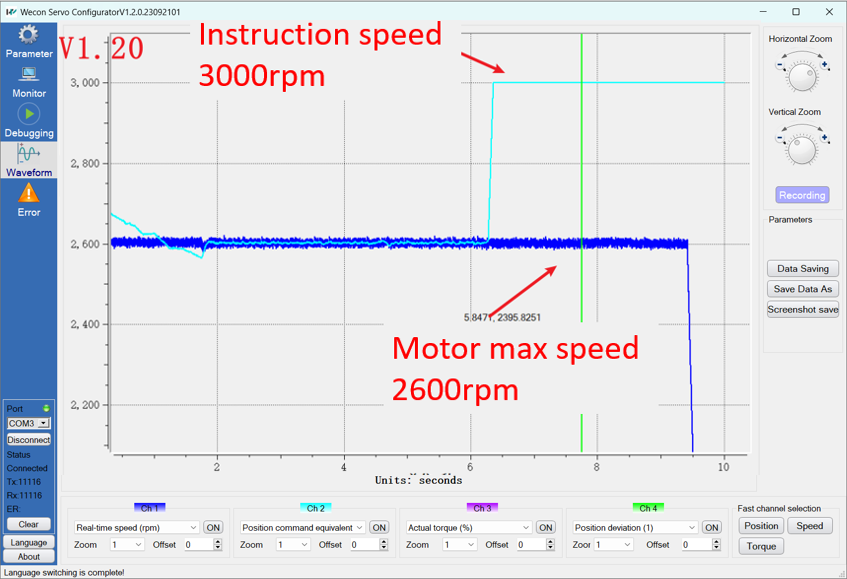 Wecon Servo ConfiguratorV1.2.0.23092101
Parameter
Monitor
Debugging
Waveform
Error
Port
COM3
Disconnect
Status
Connected
Tx:11116
Rx:11116
ER:
Clear
Language
About
V1.20
Instruction speed
3000rpm
3,000
2,800
2,600
2,400
2,200
5.8471, 2395.8251
Motor max speed
2600rpm
2 4 6 8 10
Units: seconds
Horizontal Zoom
- +
Vertical Zoom
- +
Recording
Parameters
Data Saving
Save Data As
Screenshot save
Ch 1
Real-time speed (rpm) ON
Zoom 1 Offset 0
Ch 2
Position command equivalent ON
Zoom 1 Offset 0
Ch 3
Actual torque (%) ON
Zoom 1 Offset 0
Ch 4
Position deviation (1) ON
Zoor 1 Offset 0
Fast channel selection
Position Speed
Torque
Language switching is complete!